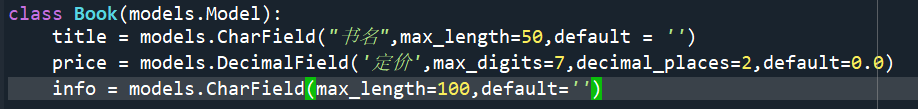 class Book(models.Model):
    title = models.CharField("书名",max_length=50,default = '')
    price = models.DecimalField('定价',max_digits=7,decimal_places=2,default=0.0)
    info = models.CharField(max_length=100,default='')